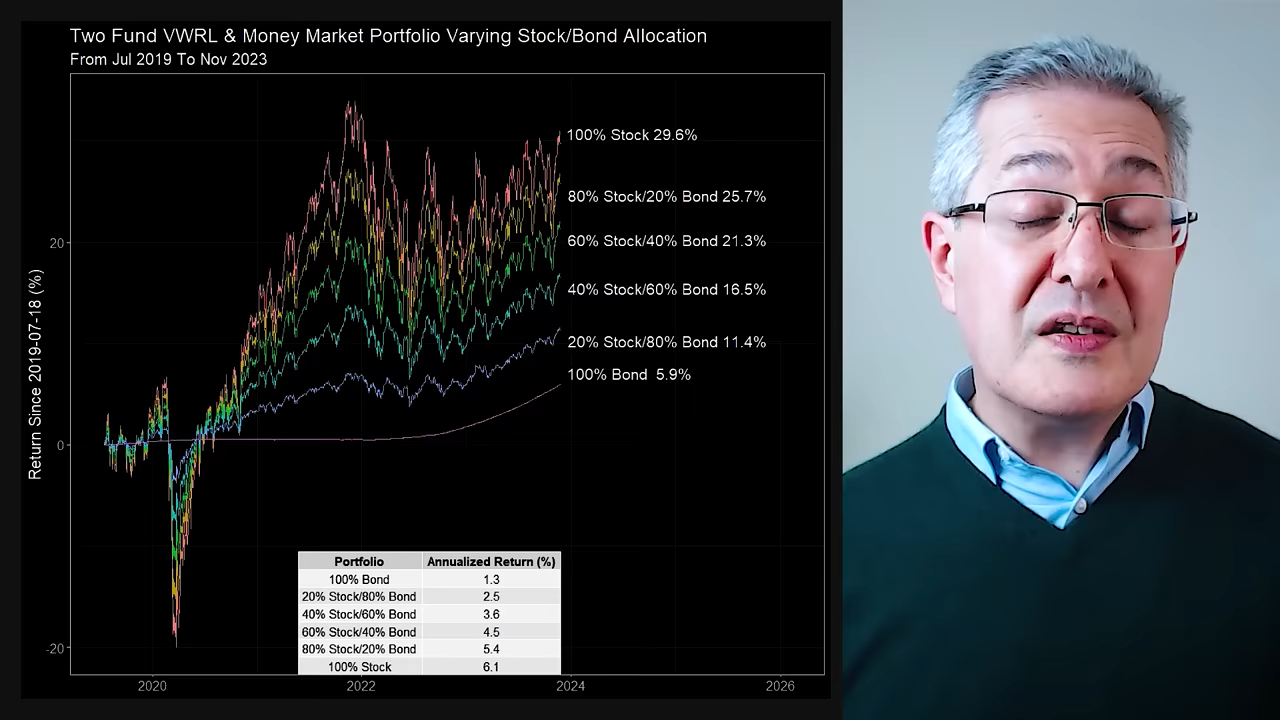 Two Fund VWRL & Money Market Portfolio Varying Stock/Bond Allocation
From Jul 2019 To Nov 2023
Return Since 2019-07-18 (%)
20
0
-20
100% Stock 29.6%
80% Stock/20% Bond 25.7%
60% Stock/40% Bond 21.3%
40% Stock/60% Bond 16.5%
20% Stock/80% Bond 11.4%
100% Bond 5.9%
Portfolio Annualized Return (%)
100% Bond 1.3
20% Stock/80% Bond 2.5
40% Stock/60% Bond 3.6
60% Stock/40% Bond 4.5
80% Stock/20% Bond 5.4
100% Stock 6.1
2020 2022 2024 2026